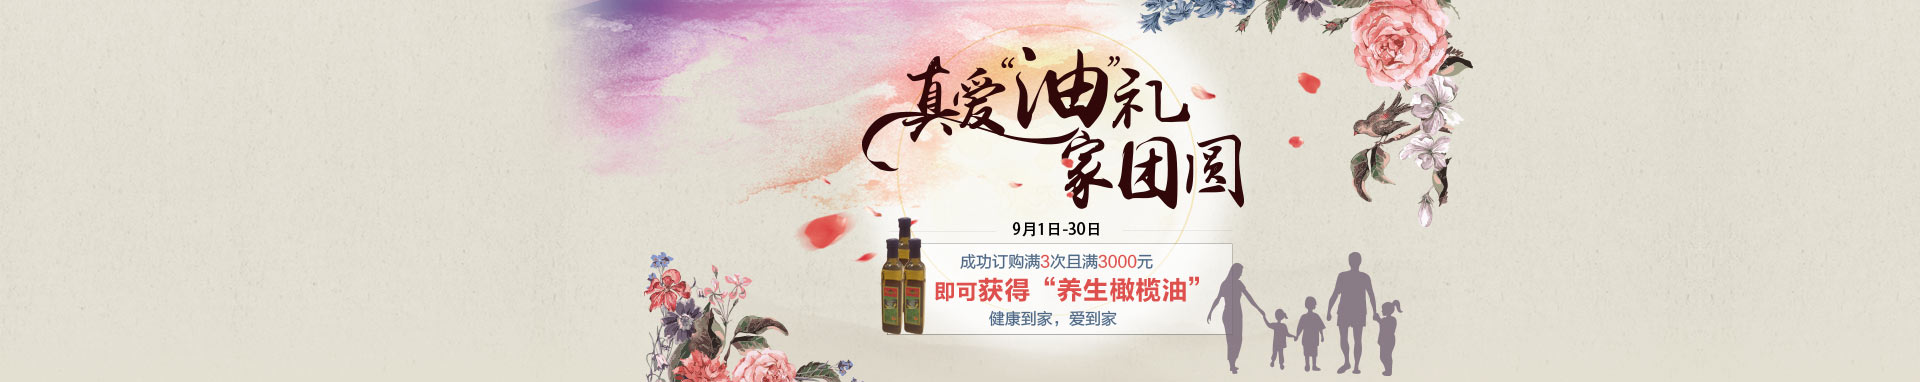 真爱“油”礼
家团圆
9月1日-30日
成功订购满3次且满3000元
即可获得“养生橄榄油”
健康到家，爱到家